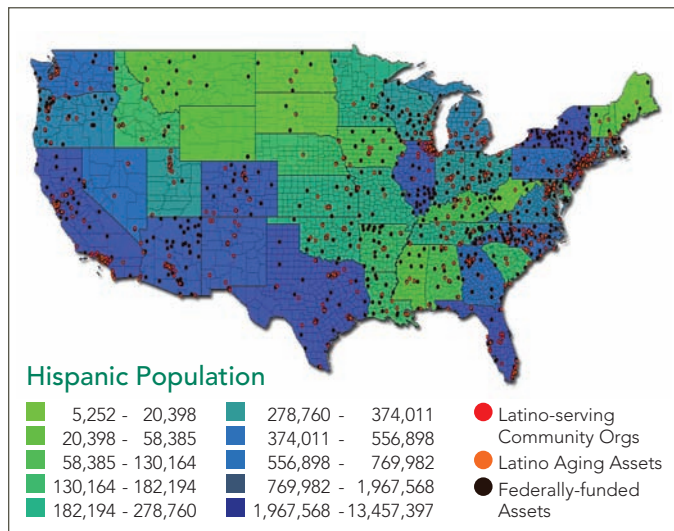 Hispanic Population
5,252 - 20,398
20,398 - 58,385
58,385 - 130,164
130,164 - 182,194
182,194 - 278,760
278,760 - 374,011
374,011 - 556,898
556,898 - 769,982
769,982 - 1,967,568
1,967,568 -13,457,397
Latino-serving
Community Orgs
Latino Aging Assets
Federally-funded
Assets